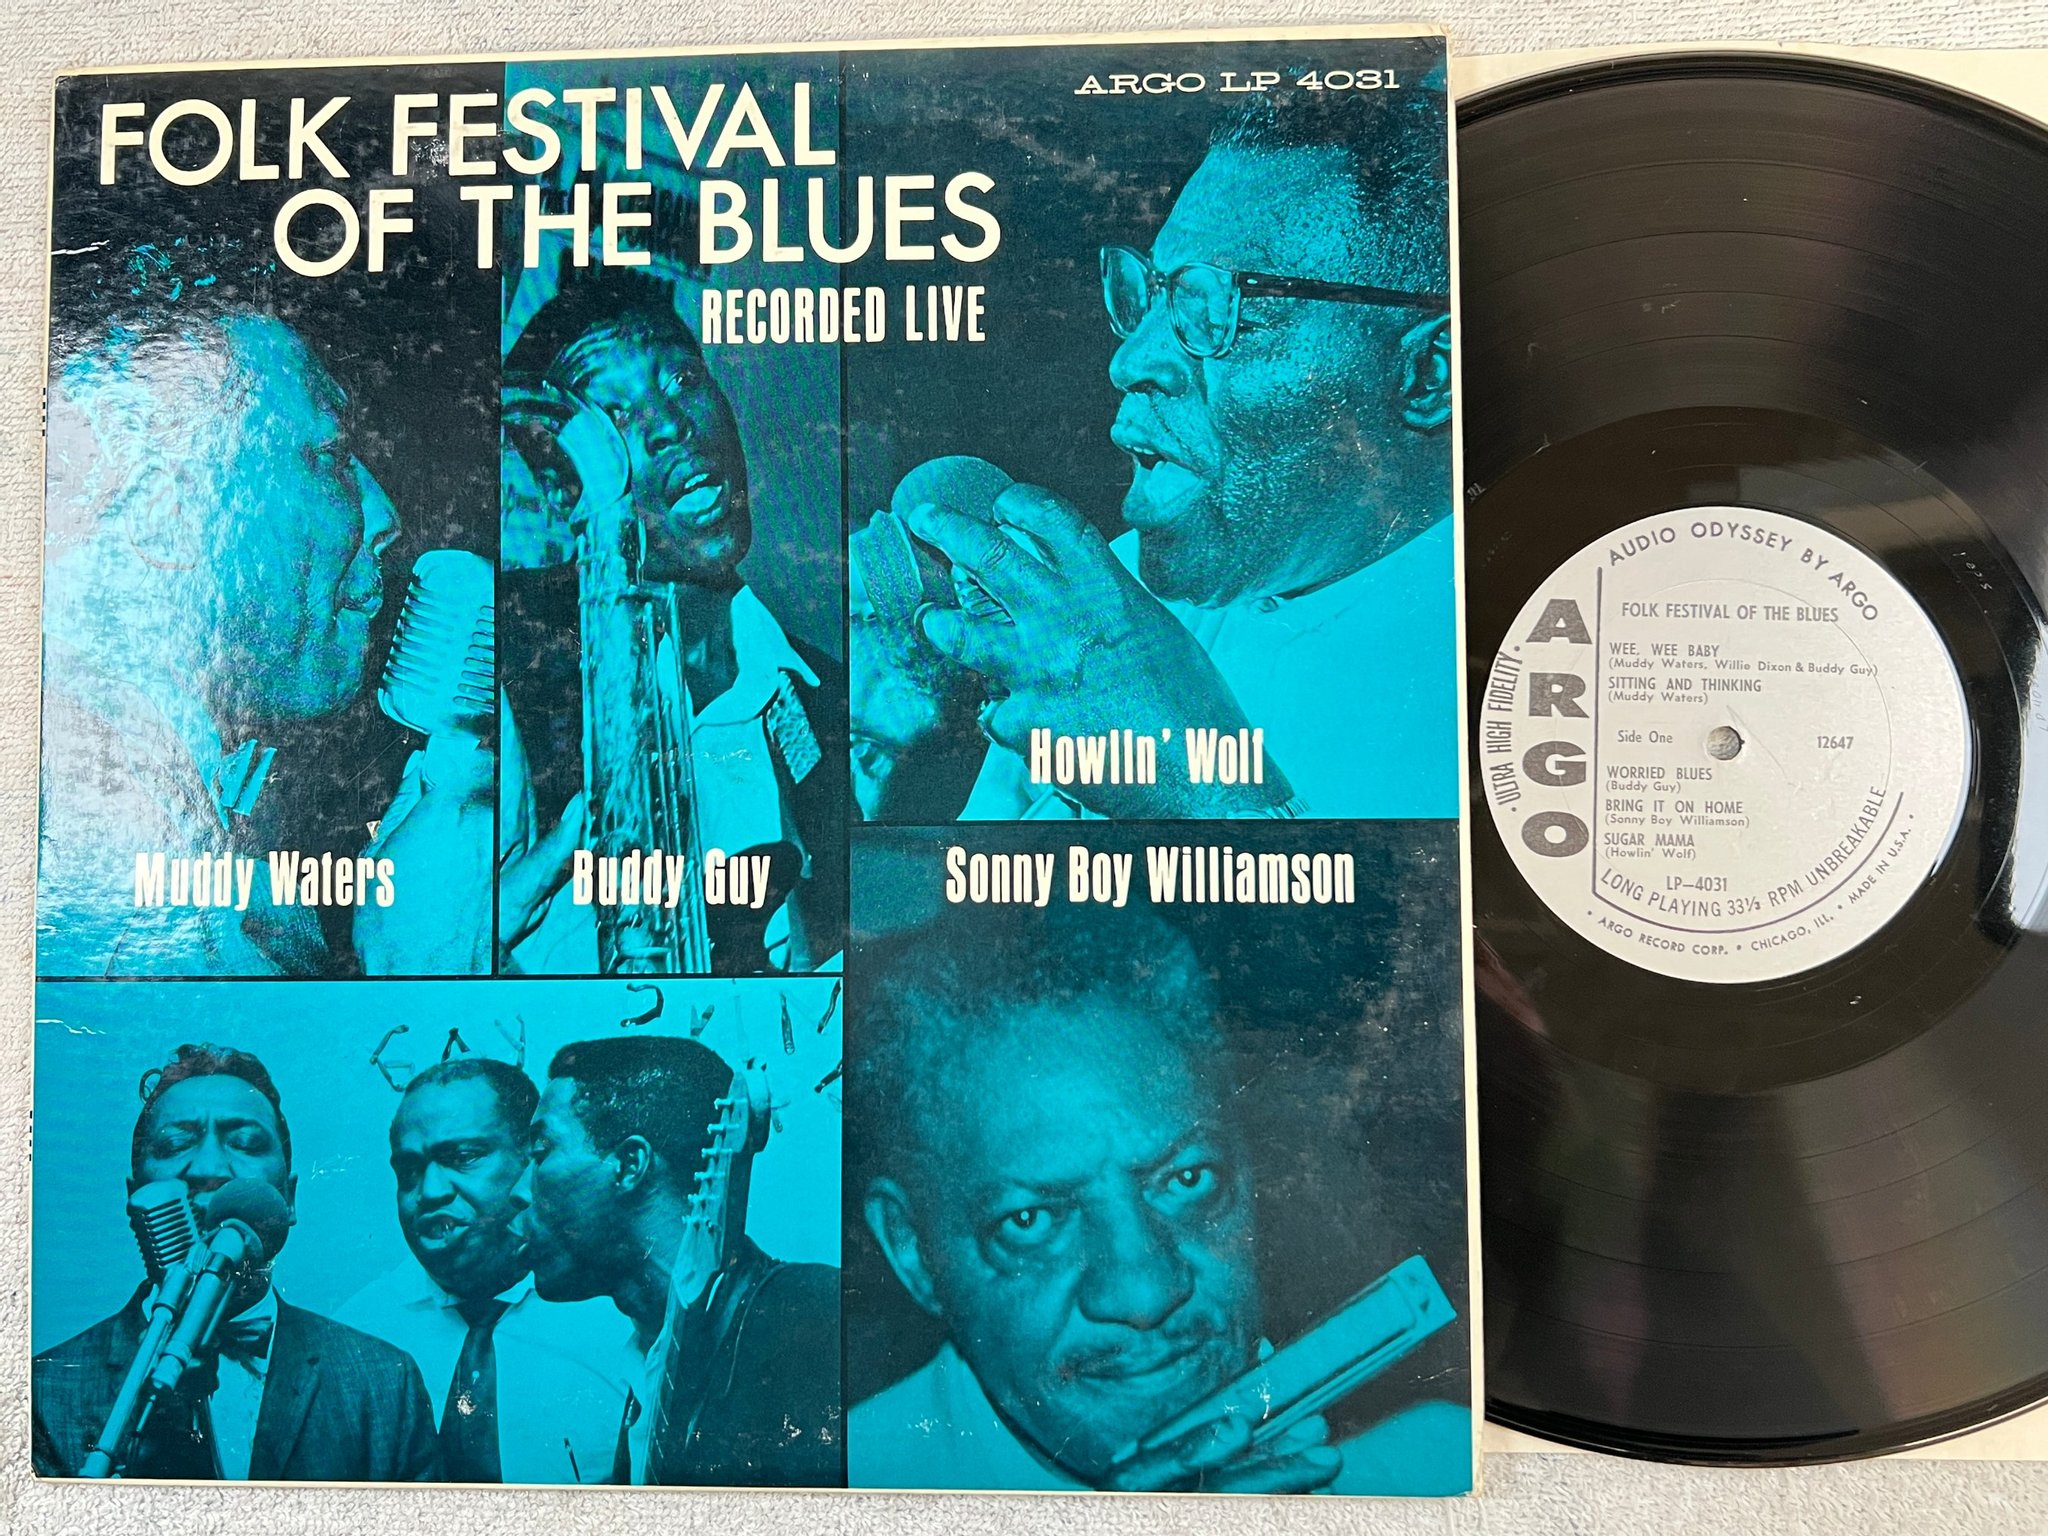 ARGO LP 4031
FOLK FESTIVAL
OF THE BLUES
RECORDED LIVE
Howlin' Wolf
Muddy Waters
Buddy Guy
Sonny Boy Williamson
AUDIO ODYSSEY BY ARGO
FOLK FESTIVAL OF THE BLUES
WEE, WEE BABY
(Muddy Waters, Willie Dixon & Buddy Guy)
SITTING AND THINKING
(Muddy Waters)
Side One
12647
WORRIED BLUES
(Buddy Guy)
BRING IT ON HOME
(Sonny Boy Williamson)
SUGAR MAMA
(Howlin' Wolf)
LP-4031
LONG PLAYING 33⅓ RPM UNBREAKABLE
• ARGO RECORD CORP. • CHICAGO, ILL. • MADE IN U.S.A. •
• ULTRA HIGH FIDELITY •
ARGO